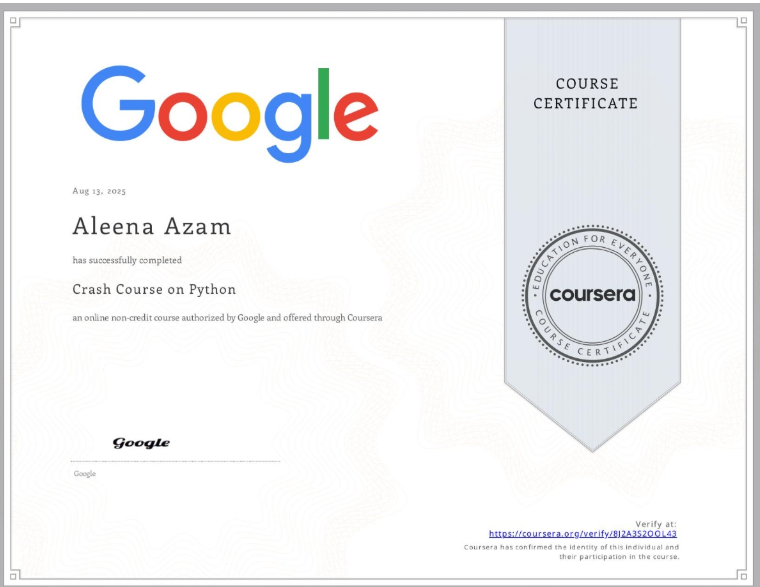 Google
COURSE
CERTIFICATE
Aug 13, 2025
Aleena Azam
has successfully completed
Crash Course on Python
an online non-credit course authorized by Google and offered through Coursera
EDUCATION FOR EVERYONE
coursera
COURSE CERTIFICATE
Google
Google
Verify at:
https://coursera.org/verify/8J2A3S2OOL43
Coursera has confirmed the identity of this individual and
their participation in the course.